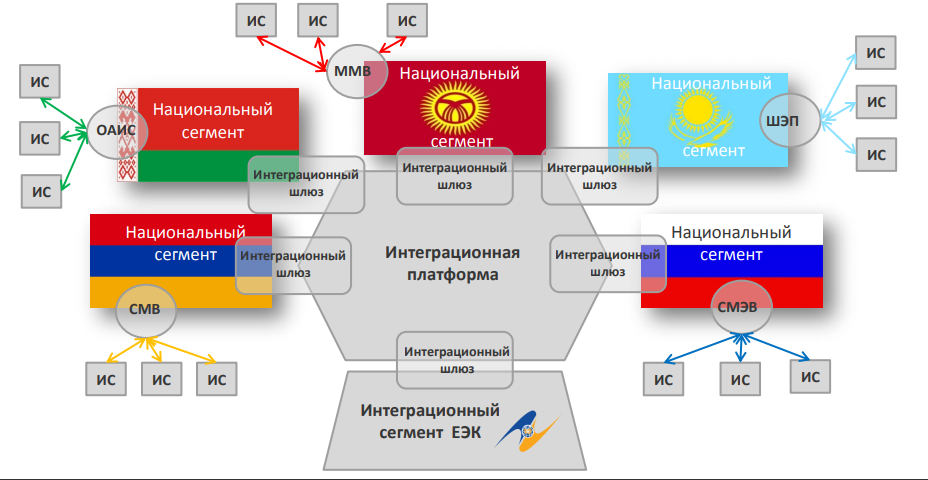 ИС
ИС
ИС
ММВ
Национальный
сегмент
ИС
ИС
ИС
ОАИС
Национальный
сегмент
Национальный
сегмент
ШЭП
ИС
ИС
ИС
Интеграционный
шлюз
Интеграционный
шлюз
Интеграционный
шлюз
Национальный
сегмент
Интеграционный
шлюз
Интеграционная
платформа
Интеграционный
шлюз
Национальный
сегмент
СМВ
СМЭВ
ИС
ИС
ИС
ИС
ИС
ИС
Интеграционный
шлюз
Интеграционный
сегмент ЕЭК